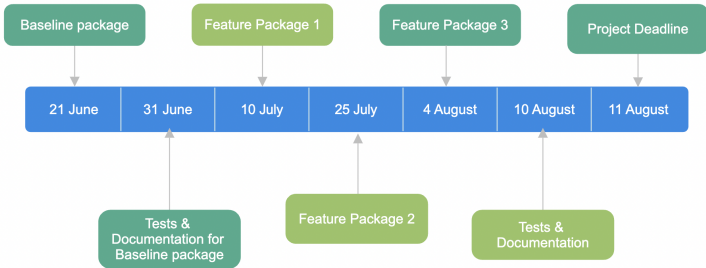 Baseline package
Feature Package 1
Feature Package 3
Project Deadline
21 June
31 June
10 July
25 July
4 August
10 August
11 August
Tests &
Documentation for
Baseline package
Feature Package 2
Tests &
Documentation